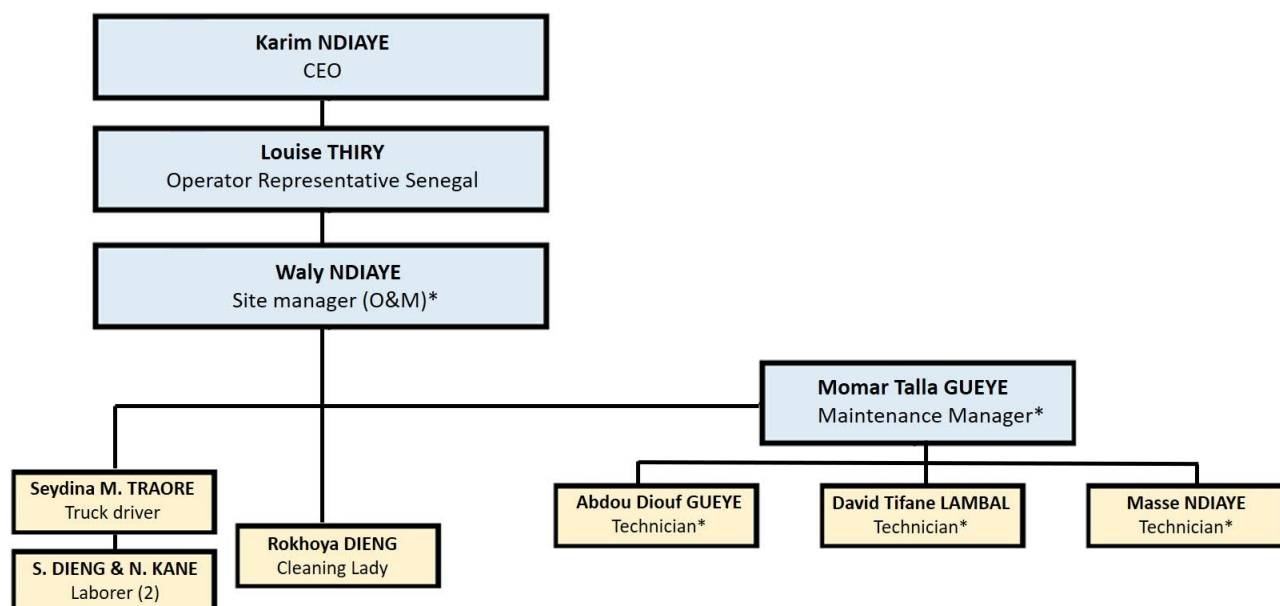 Karim NDIAYE
CEO
Louise THIRY
Operator Representative Senegal
Waly NDIAYE
Site manager (O&M)*
Momar Talla GUEYE
Maintenance Manager*
Seydina M. TRAORE
Truck driver
S. DIENG & N. KANE
Laborer (2)
Rokhoya DIENG
Cleaning Lady
Abdou Diouf GUEYE
Technician*
David Tifane LAMBAL
Technician*
Masse NDIAYE
Technician*